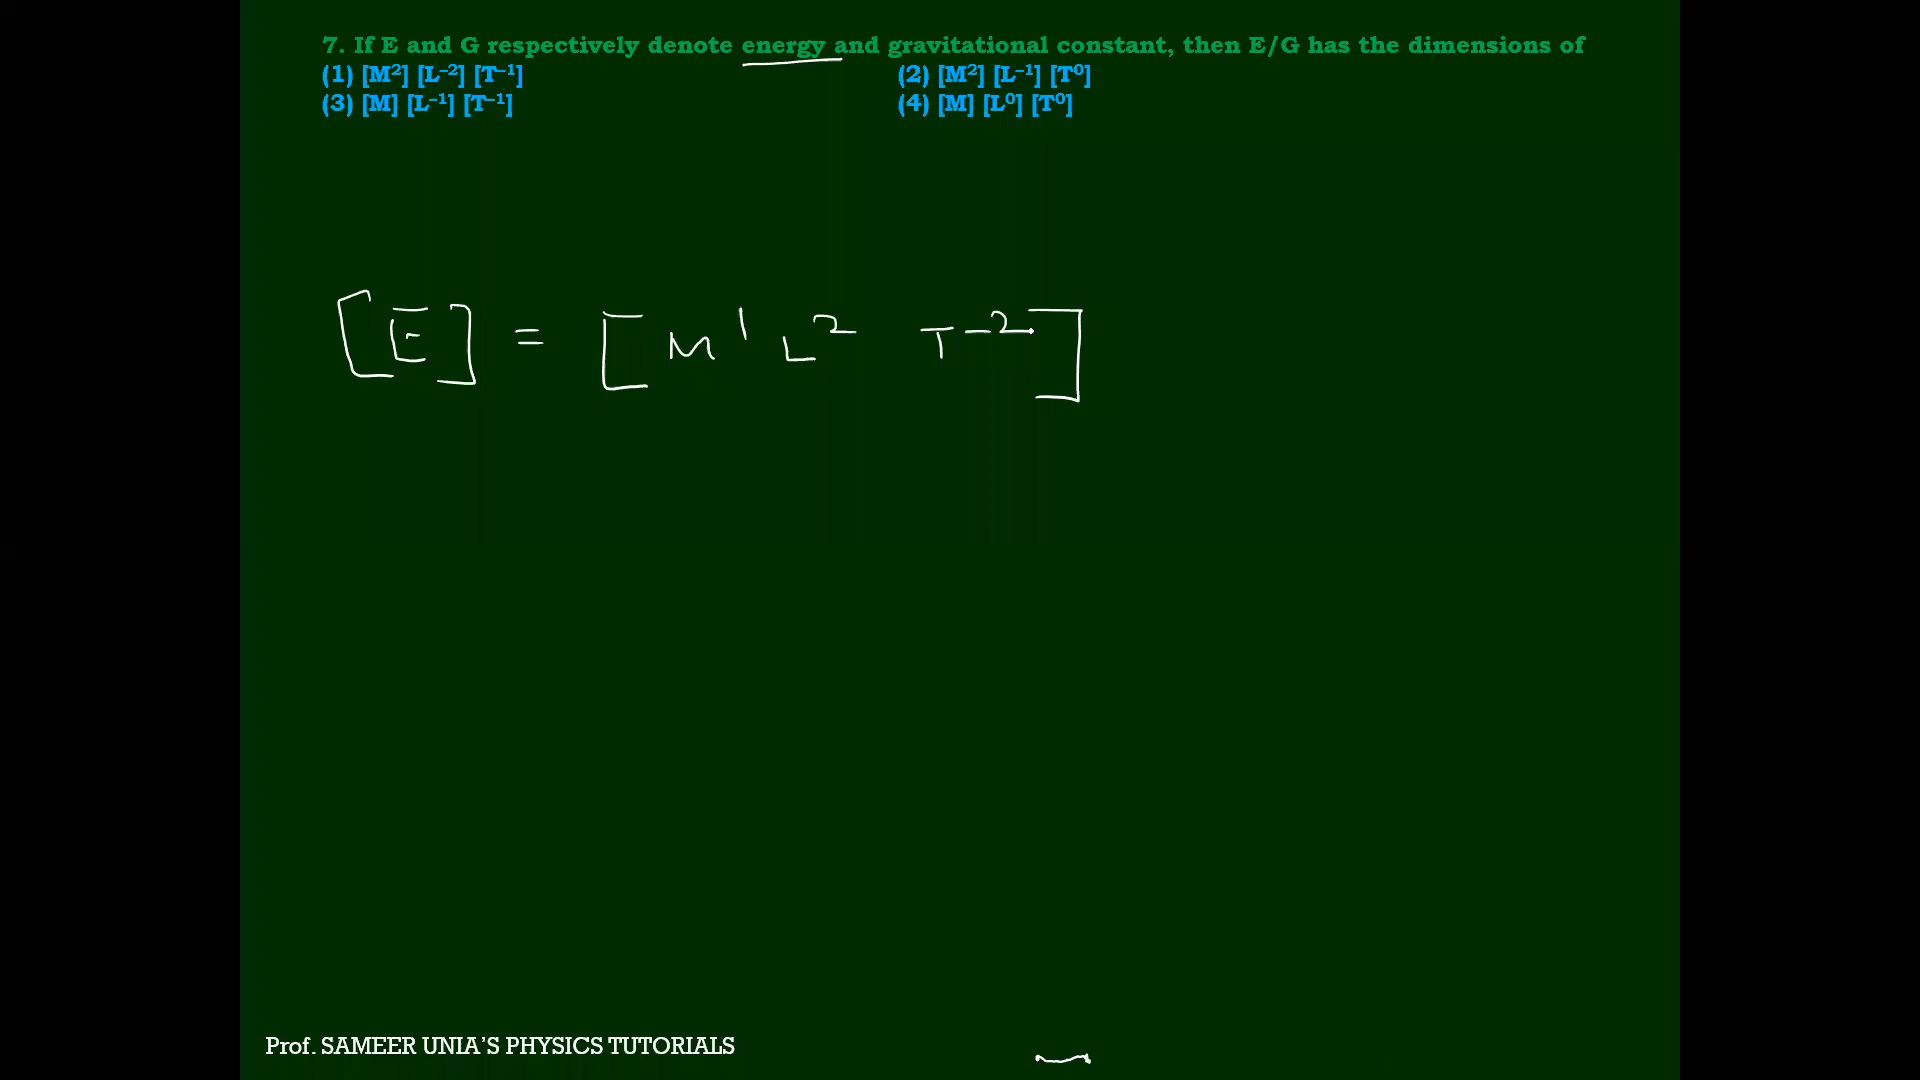 7. If E and G respectively denote energy and gravitational constant, then E/G has the dimensions of
(1) [M²] [L⁻²] [T⁻¹] (2) [M²] [L⁻¹] [T⁰]
(3) [M] [L⁻¹] [T⁻¹] (4) [M] [L⁰] [T⁰]
[E] = [M¹ L² T⁻²]
Prof. SAMEER UNIA'S PHYSICS TUTORIALS